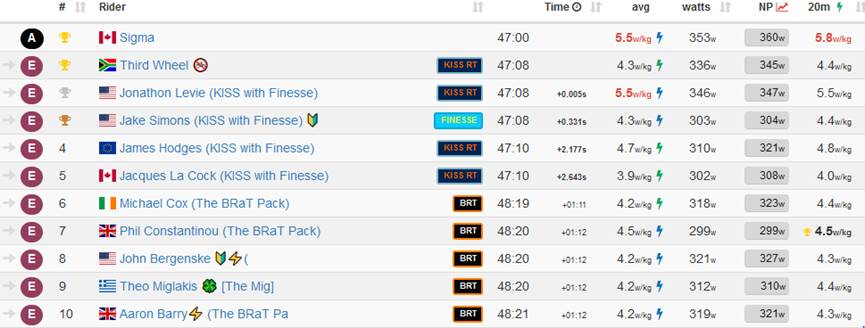 # Rider Time avg watts NP 20m
A Sigma 47:00 5.5w/kg 353w 360w 5.8w/kg
E Third Wheel KISS RT 47:08 4.3w/kg 336w 345w 4.4w/kg
E Jonathon Levie (KISS with Finesse) KISS RT 47:08 +0.005s 5.5w/kg 346w 347w 5.5w/kg
E Jake Simons (KISS with Finesse) FINESSE 47:08 +0.331s 4.3w/kg 303w 304w 4.4w/kg
E 4 James Hodges (KISS with Finesse) KISS RT 47:10 +2.177s 4.7w/kg 310w 321w 4.8w/kg
E 5 Jacques La Cock (KISS with Finesse) KISS RT 47:10 +2.643s 3.9w/kg 302w 308w 4.0w/kg
E 6 Michael Cox (The BRaT Pack) BRT 48:19 +01:11 4.2w/kg 318w 323w 4.4w/kg
E 7 Phil Constantinou (The BRaT Pack) BRT 48:20 +01:12 4.5w/kg 299w 299w 4.5w/kg
E 8 John Bergenske ( BRT 48:20 +01:12 4.2w/kg 321w 327w 4.3w/kg
E 9 Theo Miglakis [The Mig] BRT 48:20 +01:12 4.2w/kg 312w 310w 4.4w/kg
E 10 Aaron Barry (The BRaT Pa BRT 48:21 +01:12 4.2w/kg 319w 321w 4.3w/kg